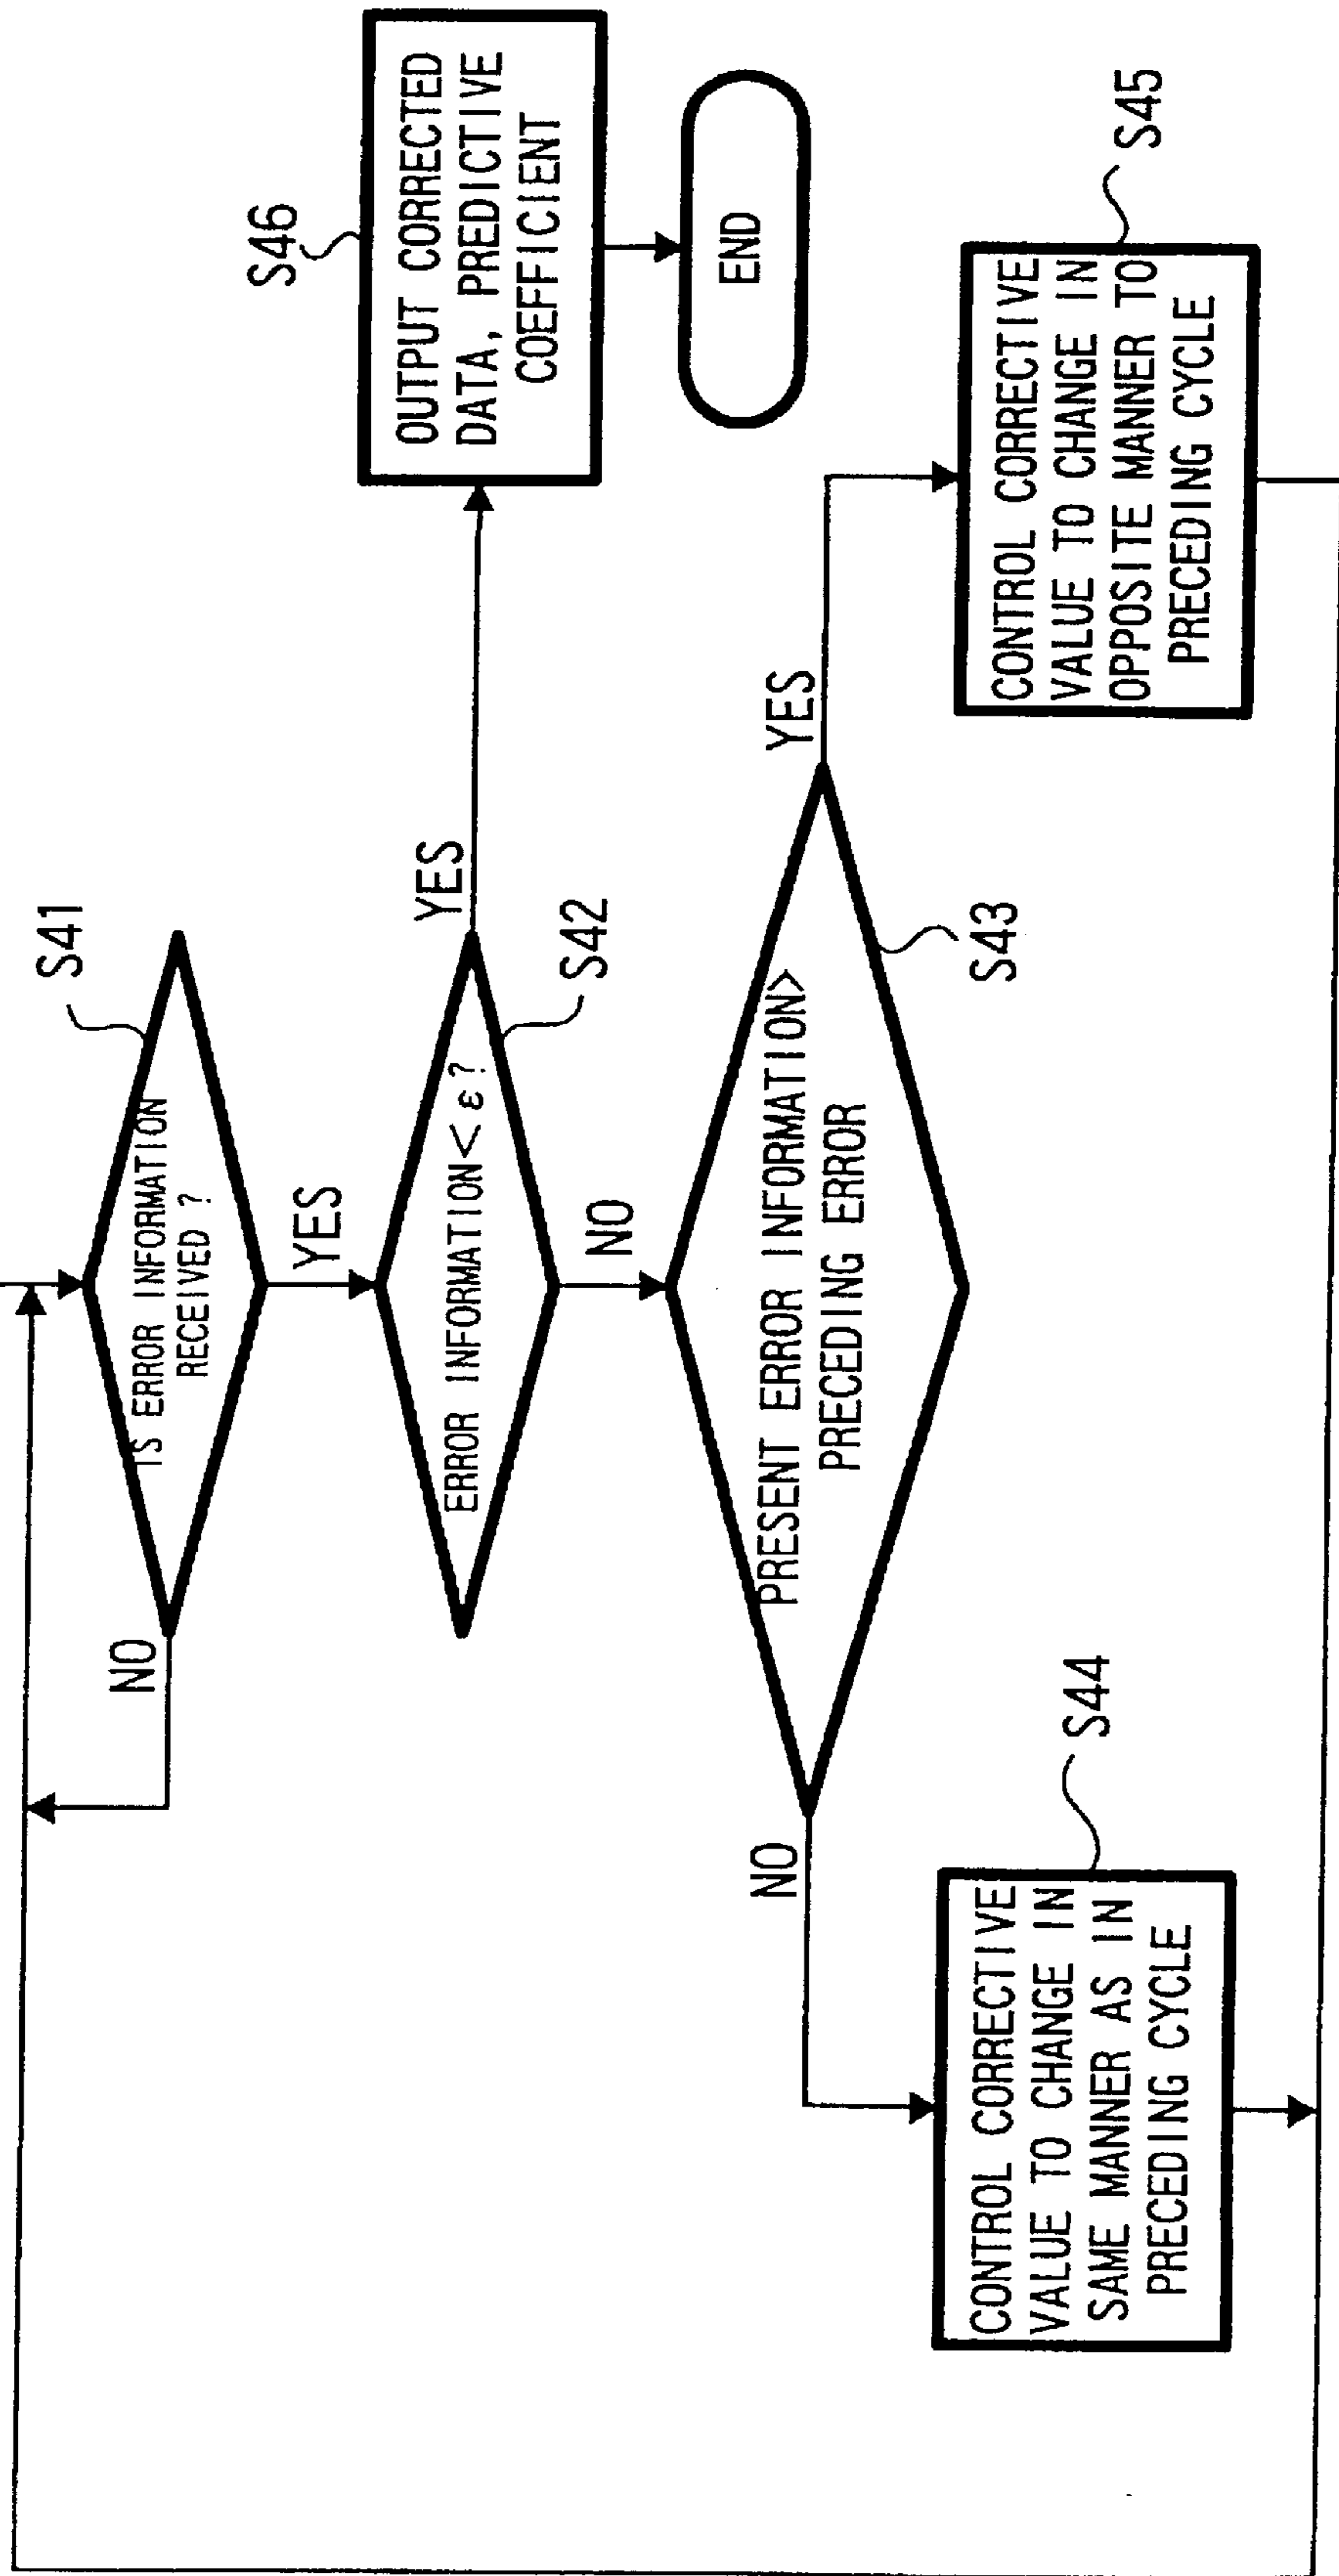 S41
IS ERROR INFORMATION
RECEIVED ?
NO
YES
S42
ERROR INFORMATION< ε ?
YES
NO
S46
OUTPUT CORRECTED
DATA, PREDICTIVE
COEFFICIENT
END
S43
PRESENT ERROR INFORMATION>
PRECEDING ERROR
NO
YES
S44
CONTROL CORRECTIVE
VALUE TO CHANGE IN
SAME MANNER AS IN
PRECEDING CYCLE
S45
CONTROL CORRECTIVE
VALUE TO CHANGE IN
OPPOSITE MANNER TO
PRECEDING CYCLE